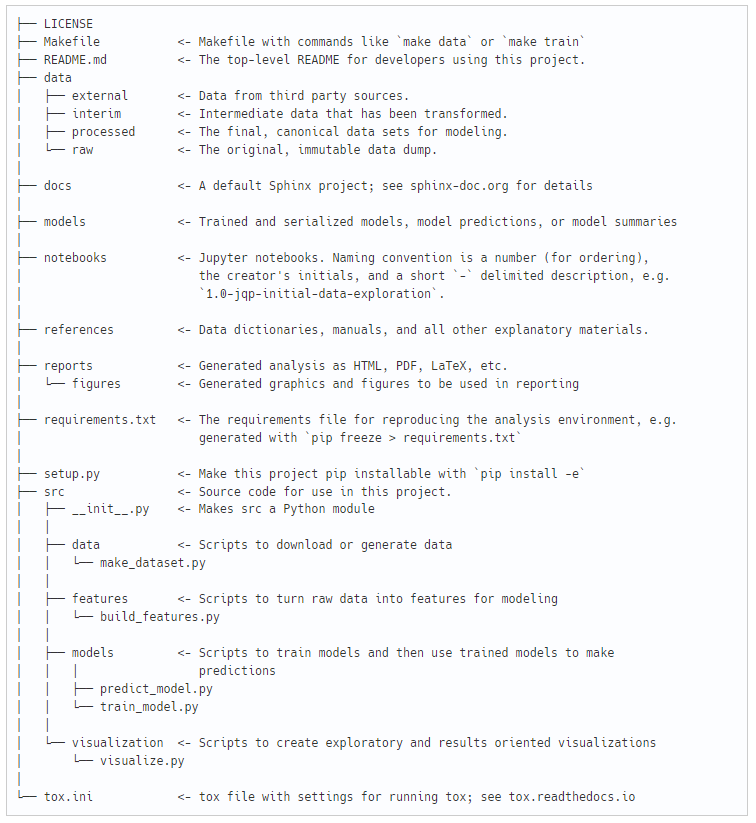 ├── LICENSE
├── Makefile           <- Makefile with commands like `make data` or `make train`
├── README.md          <- The top-level README for developers using this project.
├── data
│   ├── external       <- Data from third party sources.
│   ├── interim        <- Intermediate data that has been transformed.
│   ├── processed      <- The final, canonical data sets for modeling.
│   └── raw            <- The original, immutable data dump.
│
├── docs               <- A default Sphinx project; see sphinx-doc.org for details
│
├── models             <- Trained and serialized models, model predictions, or model summaries
│
├── notebooks          <- Jupyter notebooks. Naming convention is a number (for ordering),
│                         the creator's initials, and a short `-` delimited description, e.g.
│                         `1.0-jqp-initial-data-exploration`.
│
├── references         <- Data dictionaries, manuals, and all other explanatory materials.
│
├── reports            <- Generated analysis as HTML, PDF, LaTeX, etc.
│   └── figures        <- Generated graphics and figures to be used in reporting
│
├── requirements.txt   <- The requirements file for reproducing the analysis environment, e.g.
│                         generated with `pip freeze > requirements.txt`
│
├── setup.py           <- Make this project pip installable with `pip install -e`
├── src                <- Source code for use in this project.
│   ├── __init__.py    <- Makes src a Python module
│   │
│   ├── data           <- Scripts to download or generate data
│   │   └── make_dataset.py
│   │
│   ├── features       <- Scripts to turn raw data into features for modeling
│   │   └── build_features.py
│   │
│   ├── models         <- Scripts to train models and then use trained models to make
│   │   │                 predictions
│   │   ├── predict_model.py
│   │   └── train_model.py
│   │
│   └── visualization  <- Scripts to create exploratory and results oriented visualizations
│       └── visualize.py
│
└── tox.ini            <- tox file with settings for running tox; see tox.readthedocs.io